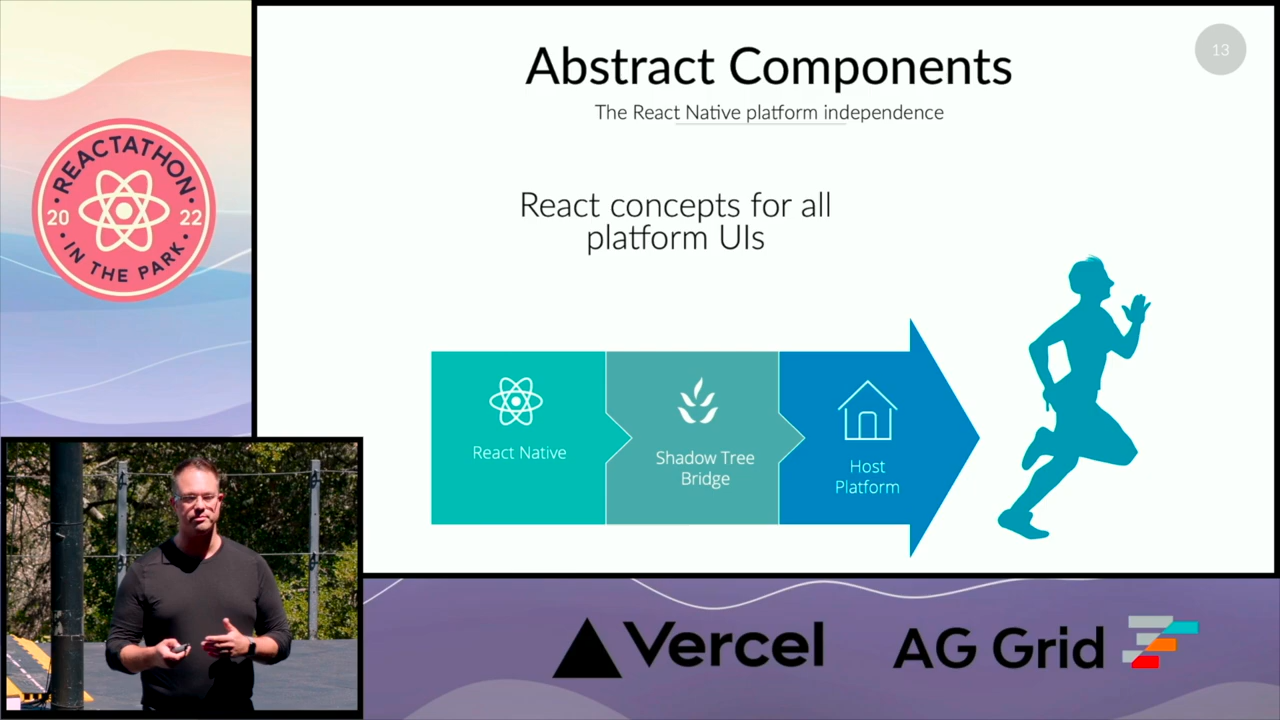 REACTATHON
20 22
IN THE PARK
13
Abstract Components
The React Native platform independence
React concepts for all
platform UIs
React Native
Shadow Tree
Bridge
Host
Platform
Vercel
AG Grid